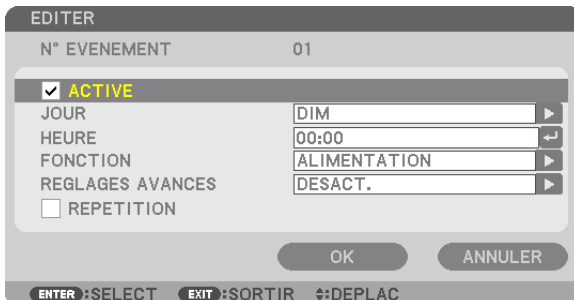 EDITER
N° EVENEMENT 01
ACTIVE
JOUR DIM
HEURE 00:00
FONCTION ALIMENTATION
REGLAGES AVANCES DESACT.
REPETITION
OK ANNULER
ENTER :SELECT EXIT :SORTIR :DEPLAC